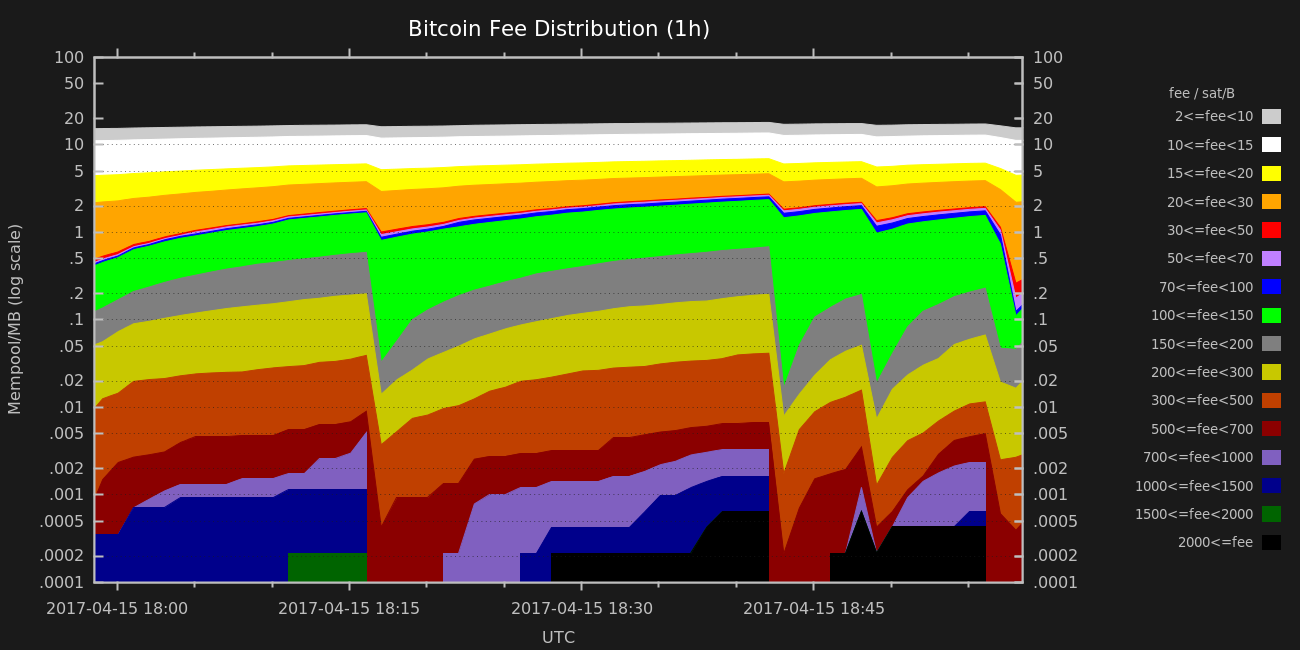 Bitcoin Fee Distribution (1h)
100
50
20
10
5
2
1
.5
.2
.1
.05
.02
.01
.005
.002
.001
.0005
.0002
.0001
Mempool/MB (log scale)
100
50
20
10
5
2
1
.5
.2
.1
.05
.02
.01
.005
.002
.001
.0005
.0002
.0001
fee / sat/B
2<=fee<10
10<=fee<15
15<=fee<20
20<=fee<30
30<=fee<50
50<=fee<70
70<=fee<100
100<=fee<150
150<=fee<200
200<=fee<300
300<=fee<500
500<=fee<700
700<=fee<1000
1000<=fee<1500
1500<=fee<2000
2000<=fee
2017-04-15 18:00 2017-04-15 18:15 2017-04-15 18:30 2017-04-15 18:45
UTC